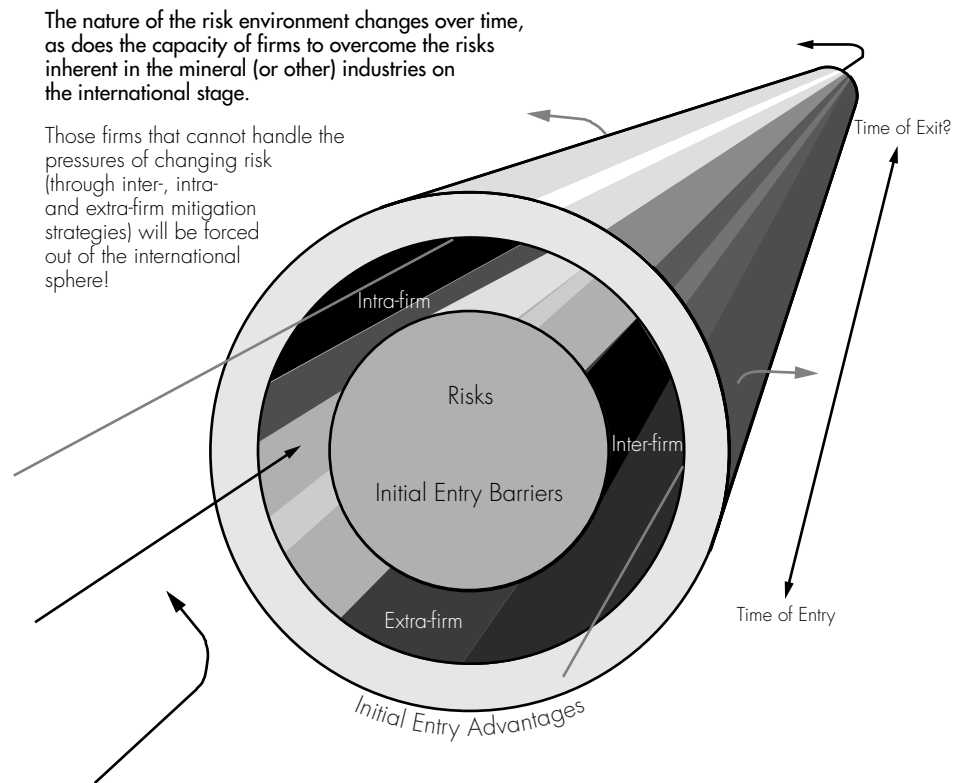 The nature of the risk environment changes over time,
as does the capacity of firms to overcome the risks
inherent in the mineral (or other) industries on
the international stage.
Those firms that cannot handle the
pressures of changing risk
(through inter-, intra-
and extra-firm mitigation
strategies) will be forced
out of the international
sphere!
Time of Exit?
Intra-firm
Risks
Inter-firm
Initial Entry Barriers
Extra-firm
Time of Entry
Initial Entry Advantages